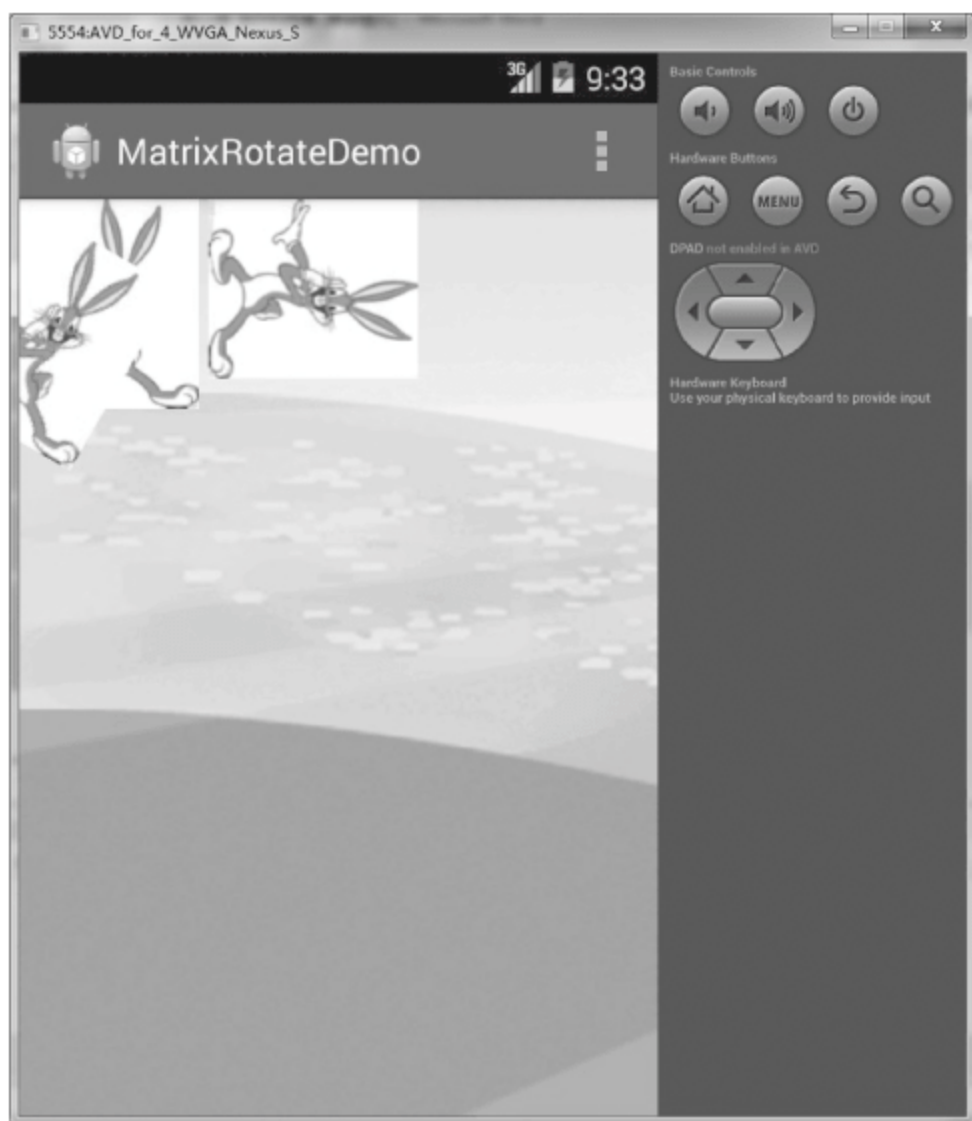 5554:AVD_for_4_WVGA_Nexus_S
3G 9:33
MatrixRotateDemo
Basic Controls
Hardware Buttons
MENU
DPAD not enabled in AVD
Hardware Keyboard
Use your physical keyboard to provide input